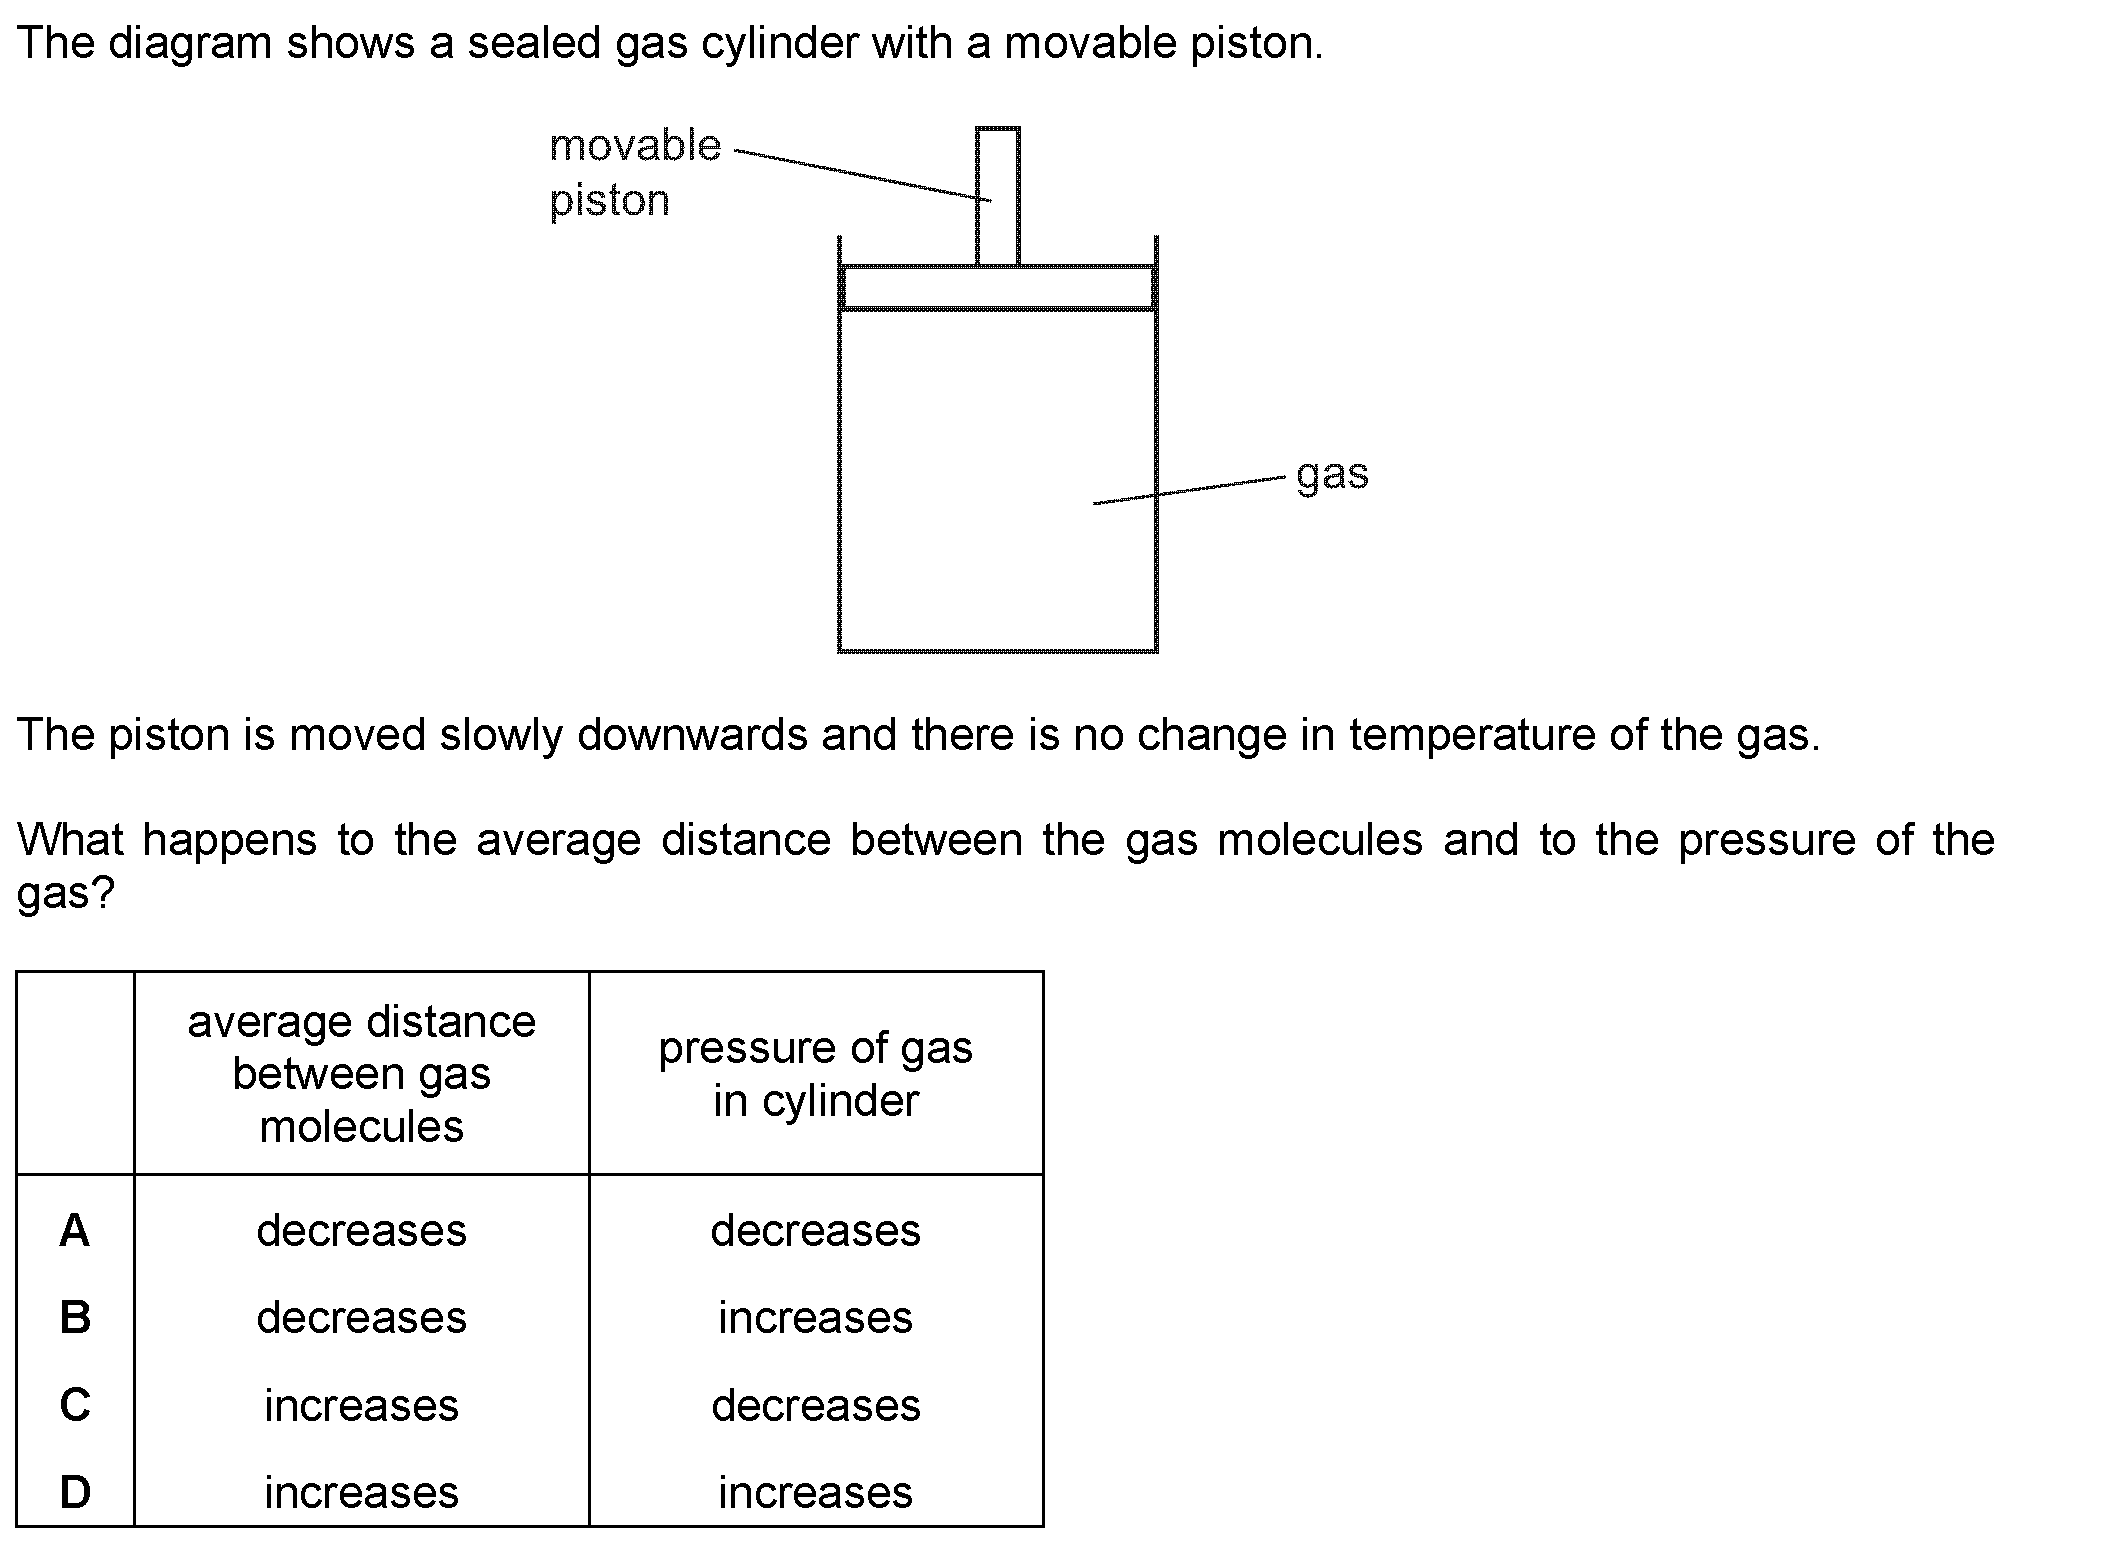 The diagram shows a sealed gas cylinder with a movable piston.
movable
piston
gas
The piston is moved slowly downwards and there is no change in temperature of the gas.
What happens to the average distance between the gas molecules and to the pressure of the
gas?
average distance
between gas
molecules
pressure of gas
in cylinder
A decreases decreases
B decreases increases
C increases decreases
D increases increases